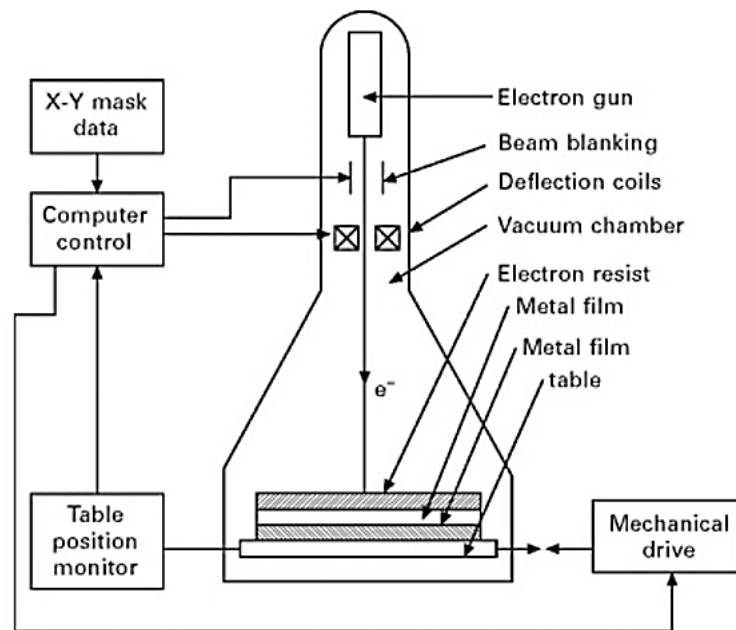 X-Y mask
data
Computer
control
Table
position
monitor
Electron gun
Beam blanking
Deflection coils
Vacuum chamber
Electron resist
Metal film
Metal film
table
e⁻
Mechanical
drive